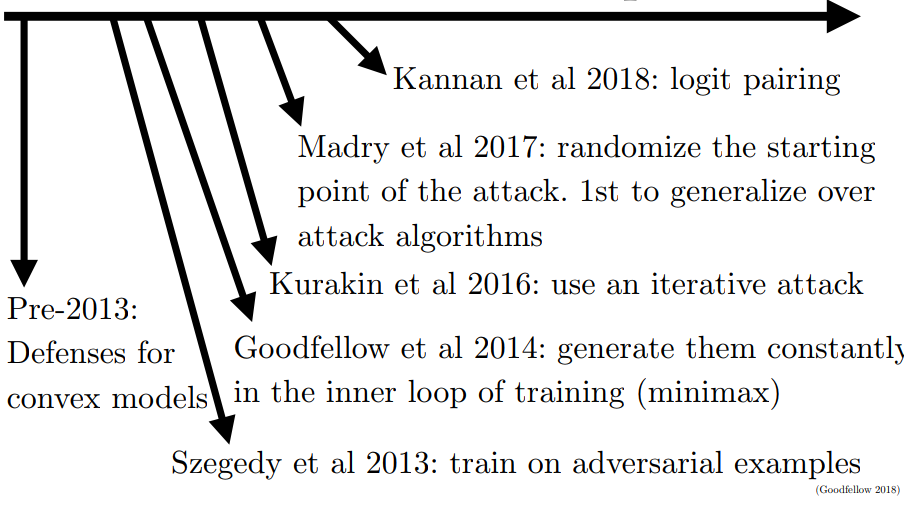 Kannan et al 2018: logit pairing
Madry et al 2017: randomize the starting
point of the attack. 1st to generalize over
attack algorithms
Kurakin et al 2016: use an iterative attack
Pre-2013:
Defenses for
convex models
Goodfellow et al 2014: generate them constantly
in the inner loop of training (minimax)
Szegedy et al 2013: train on adversarial examples
(Goodfellow 2018)